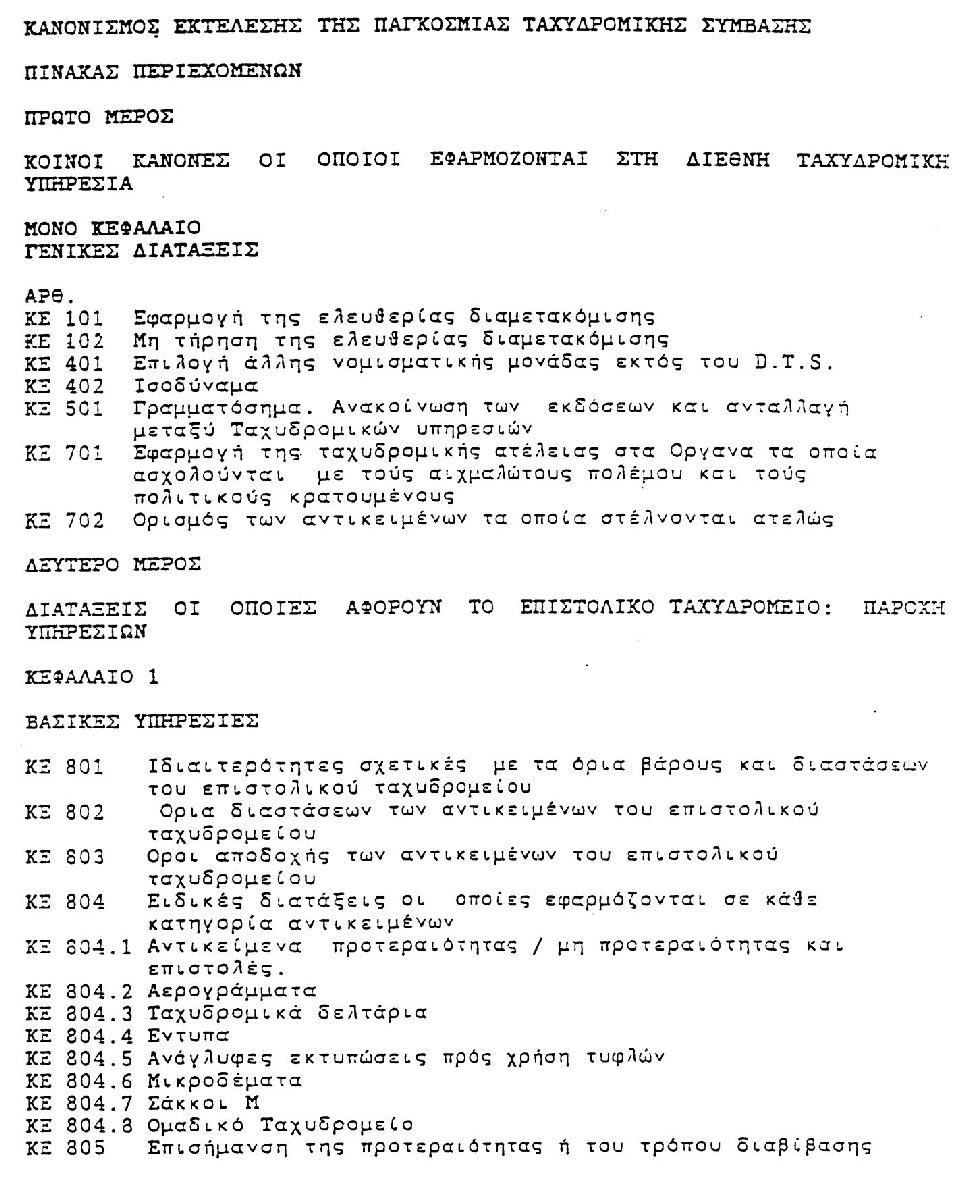 ΚΑΝΟΝΙΣΜΟΣ ΕΚΤΕΛΕΣΗΣ ΤΗΣ ΠΑΓΚΟΣΜΙΑΣ ΤΑΧΥΔΡΟΜΙΚΗΣ ΣΥΜΒΑΣΗΣ
ΠΙΝΑΚΑΣ ΠΕΡΙΕΧΟΜΕΝΩΝ
ΠΡΩΤΟ ΜΕΡΟΣ
ΚΟΙΝΟΙ ΚΑΝΟΝΕΣ ΟΙ ΟΠΟΙΟΙ ΕΦΑΡΜΟΖΟΝΤΑΙ ΣΤΗ ΔΙΕΘΝΗ ΤΑΧΥΔΡΟΜΙΚΗ
ΥΠΗΡΕΣΙΑ
ΜΟΝΟ ΚΕΦΑΛΑΙΟ
ΓΕΝΙΚΕΣ ΔΙΑΤΑΞΕΙΣ
ΑΡΘ.
ΚΕ 101 Εφαρμογή της ελευθερίας διαμετακόμισης
ΚΕ 102 Μη τήρηση της ελευθερίας διαμετακόμισης
ΚΕ 401 Επιλογή άλλης νομισματικής μονάδας εκτός του D.T.S.
ΚΕ 402 Ισοδύναμα
ΚΕ 501 Γραμματόσημα. Ανακοίνωση των εκδόσεων και ανταλλαγή
μεταξύ Ταχυδρομικών υπηρεσιών
ΚΕ 701 Εφαρμογή της ταχυδρομικής ατέλειας στα Οργανα τα οποία
ασχολούνται με τούς αιχμαλώτους πολέμου και τούς
πολιτικούς κρατουμένους
ΚΕ 702 Ορισμός των αντικειμένων τα οποία στέλνονται ατελώς
ΔΕΥΤΕΡΟ ΜΕΡΟΣ
ΔΙΑΤΑΞΕΙΣ ΟΙ ΟΠΟΙΕΣ ΑΦΟΡΟΥΝ ΤΟ ΕΠΙΣΤΟΛΙΚΟ ΤΑΧΥΔΡΟΜΕΙΟ: ΠΑΡΟΧΗ
ΥΠΗΡΕΣΙΩΝ
ΚΕΦΑΛΑΙΟ 1
ΒΑΣΙΚΕΣ ΥΠΗΡΕΣΙΕΣ
ΚΕ 801 Ιδιαιτερότητες σχετικές με τα όρια βάρους και διαστάσεων
του επιστολικού ταχυδρομείου
ΚΕ 802 Ορια διαστάσεων των αντικειμένων του επιστολικού
ταχυδρομείου
ΚΕ 803 Οροι αποδοχής των αντικειμένων του επιστολικού
ταχυδρομείου
ΚΕ 804 Ειδικές διατάξεις οι οποίες εφαρμόζονται σε κάθε
κατηγορία αντικειμένων
ΚΕ 804.1 Αντικείμενα προτεραιότητας / μη προτεραιότητας και
επιστολές.
ΚΕ 804.2 Αερογράμματα
ΚΕ 804.3 Ταχυδρομικά δελτάρια
ΚΕ 804.4 Εντυπα
ΚΕ 804.5 Ανάγλυφες εκτυπώσεις πρός χρήση τυφλών
ΚΕ 804.6 Μικροδέματα
ΚΕ 804.7 Σάκκοι Μ
ΚΕ 804.8 Ομαδικό Ταχυδρομείο
ΚΕ 805 Επισήμανση της προτεραιότητας ή του τρόπου διαβίβασης